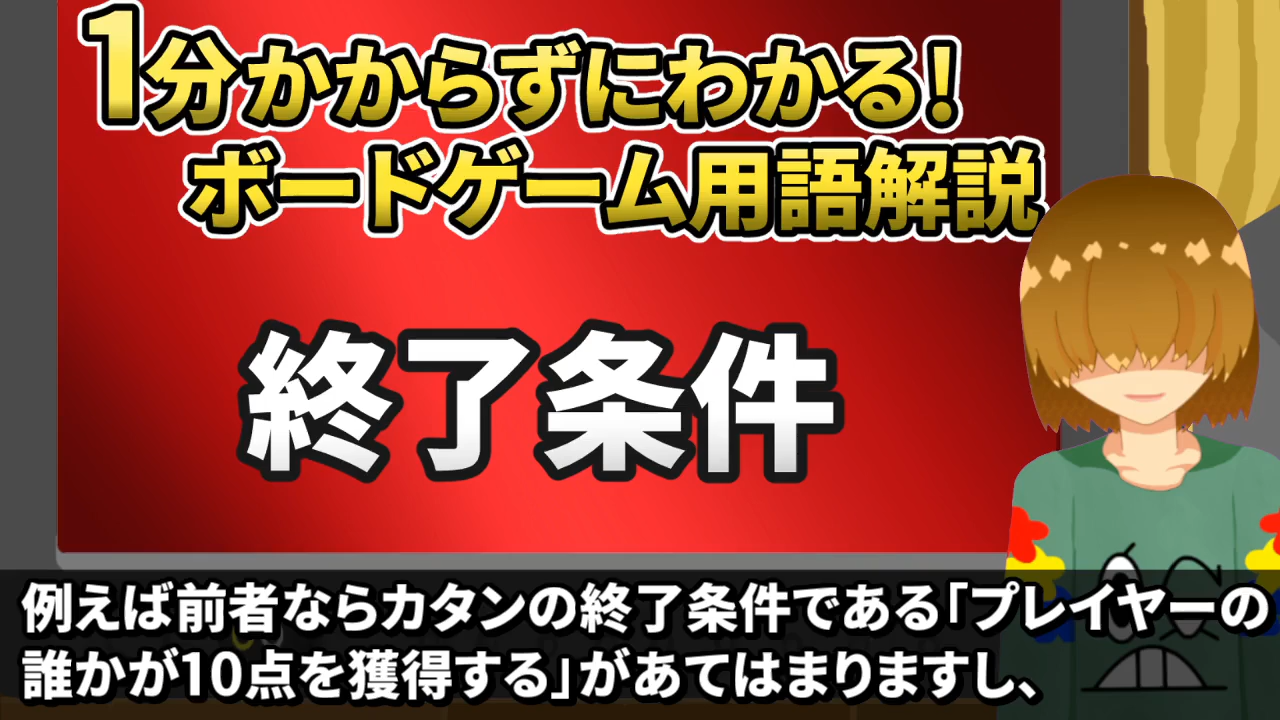 1分かからずにわかる!
ボードゲーム用語解説
終了条件
例えば前者ならカタンの終了条件である「プレイヤーの
誰かが10点を獲得する」があてはまりますし、